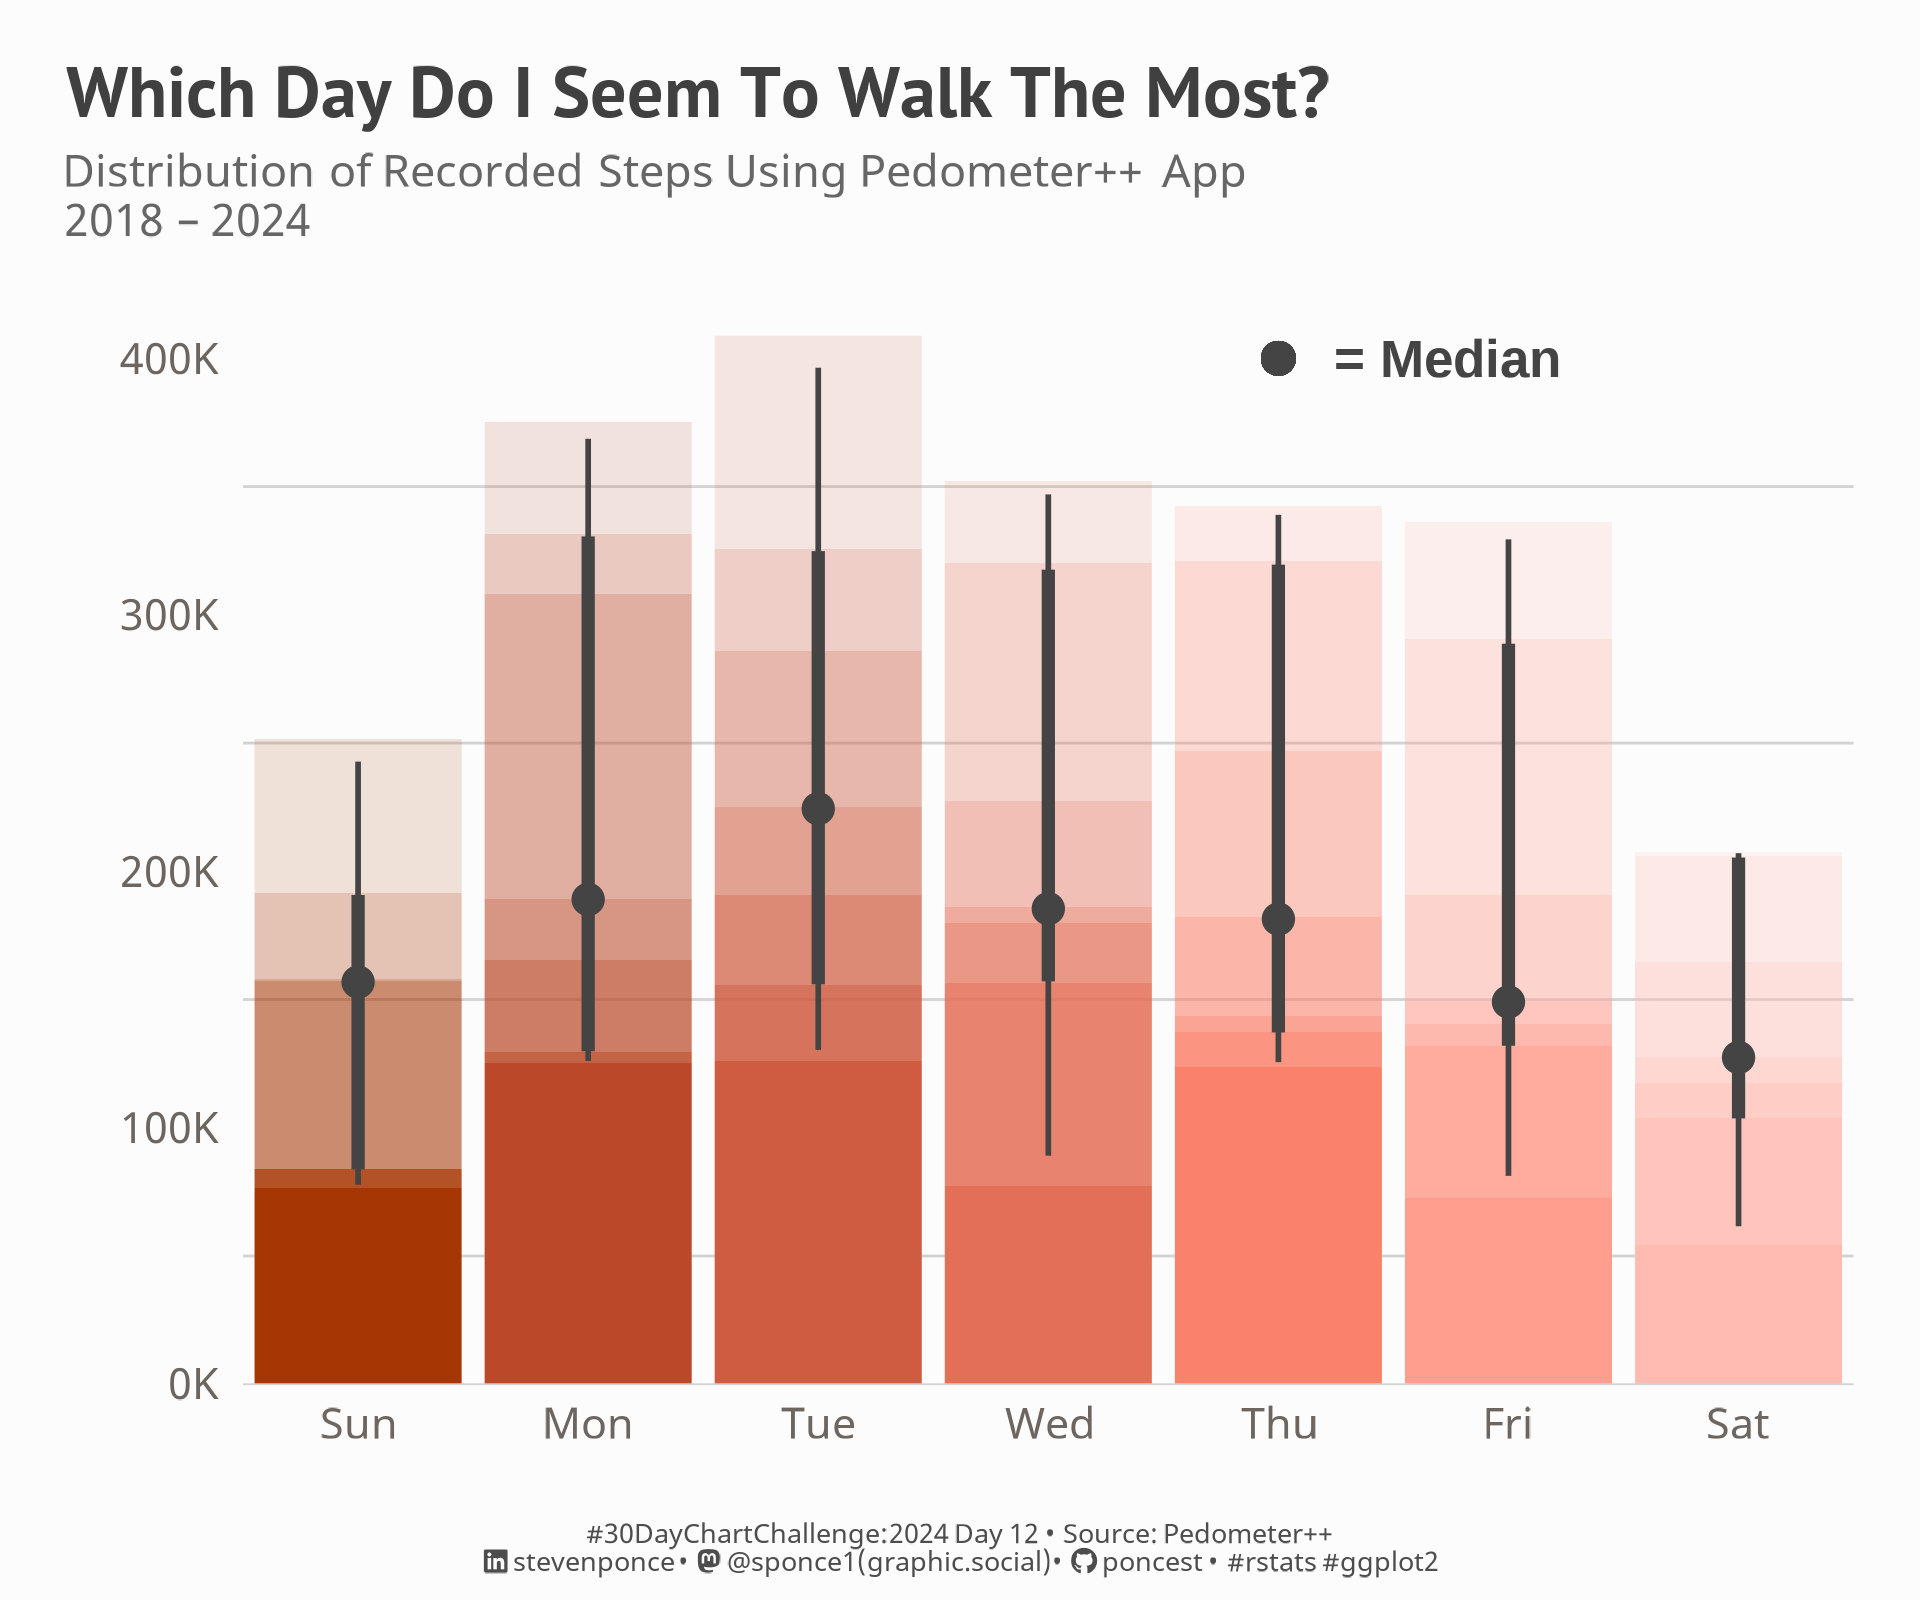 Which Day Do I Seem To Walk The Most?
Distribution of Recorded Steps Using Pedometer++ App
2018 – 2024
400K
= Median
300K
200K
100K
0K
Sun Mon Tue Wed Thu Fri Sat
#30DayChartChallenge:2024 Day 12 • Source: Pedometer++
in stevenponce • m @sponce1(graphic.social) • poncest • #rstats #ggplot2